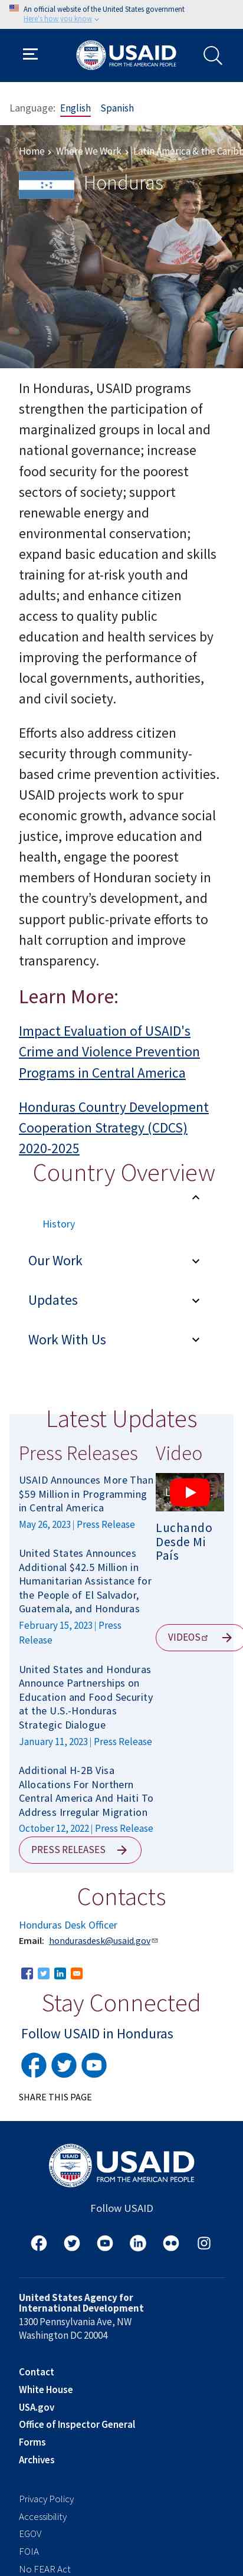 An official website of the United States government
Here's how you know
USAID
FROM THE AMERICAN PEOPLE
Language: English Spanish
Home › Where We Work › Latin America & the Caribb
Honduras
In Honduras, USAID programs
strengthen the participation of
marginalized groups in local and
national governance; increase
food security for the poorest
sectors of society; support
renewable energy and
environmental conservation;
expand basic education and skills
training for at-risk youth and
adults; and enhance citizen
access to quality public
education and health services by
improving the performance of
local governments, authorities,
and civil society.
Efforts also address citizen
security through community-
based crime prevention activities.
USAID projects work to spur
economic growth, advance social
justice, improve education and
health, engage the poorest
members of Honduran society in
the country's development, and
support public-private efforts to
halt corruption and improve
transparency.
Learn More:
Impact Evaluation of USAID's
Crime and Violence Prevention
Programs in Central America
Honduras Country Development
Cooperation Strategy (CDCS)
2020-2025
Country Overview
History
Our Work
Updates
Work With Us
Latest Updates
Press Releases
USAID Announces More Than
$59 Million in Programming
in Central America
May 26, 2023 | Press Release
United States Announces
Additional $42.5 Million in
Humanitarian Assistance for
the People of El Salvador,
Guatemala, and Honduras
February 15, 2023 | Press
Release
United States and Honduras
Announce Partnerships on
Education and Food Security
at the U.S.-Honduras
Strategic Dialogue
January 11, 2023 | Press Release
Additional H-2B Visa
Allocations For Northern
Central America And Haiti To
Address Irregular Migration
October 12, 2022 | Press Release
PRESS RELEASES
Video
Luchando
Desde Mi
País
VIDEOS
Contacts
Honduras Desk Officer
Email: hondurasdesk@usaid.gov
Stay Connected
Follow USAID in Honduras
SHARE THIS PAGE
USAID
FROM THE AMERICAN PEOPLE
Follow USAID
United States Agency for
International Development
1300 Pennsylvania Ave, NW
Washington DC 20004
Contact
White House
USA.gov
Office of Inspector General
Forms
Archives
Privacy Policy
Accessibility
EGOV
FOIA
No FEAR Act